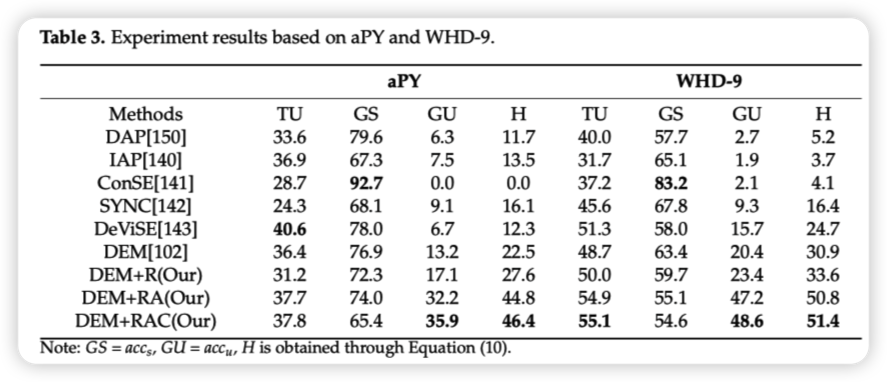 Table 3. Experiment results based on aPY and WHD-9.
aPY WHD-9
Methods TU GS GU H TU GS GU H
DAP[150] 33.6 79.6 6.3 11.7 40.0 57.7 2.7 5.2
IAP[140] 36.9 67.3 7.5 13.5 31.7 65.1 1.9 3.7
ConSE[141] 28.7 92.7 0.0 0.0 37.2 83.2 2.1 4.1
SYNC[142] 24.3 68.1 9.1 16.1 45.6 67.8 9.3 16.4
DeViSE[143] 40.6 78.0 6.7 12.3 51.3 58.0 15.7 24.7
DEM[102] 36.4 76.9 13.2 22.5 48.7 63.4 20.4 30.9
DEM+R(Our) 31.2 72.3 17.1 27.6 50.0 59.7 23.4 33.6
DEM+RA(Our) 37.7 74.0 32.2 44.8 54.9 55.1 47.2 50.8
DEM+RAC(Our) 37.8 65.4 35.9 46.4 55.1 54.6 48.6 51.4
Note: GS = accₛ, GU = accᵤ, H is obtained through Equation (10).